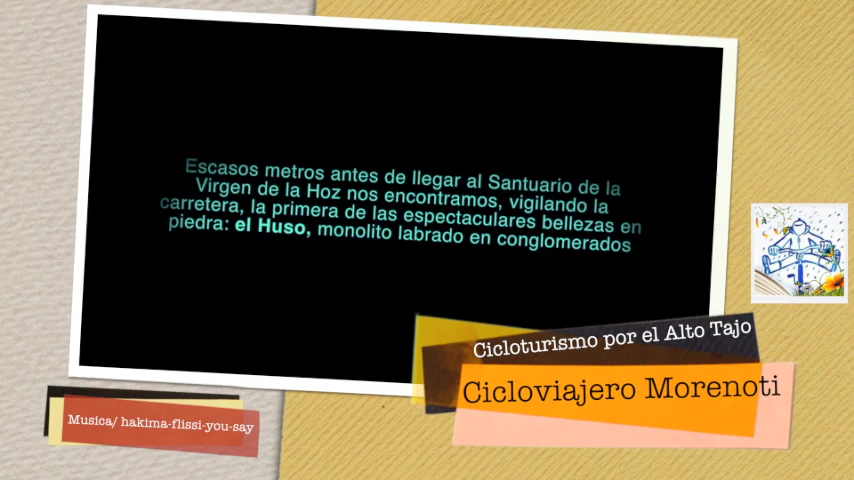 Escasos metros antes de llegar al Santuario de la
Virgen de la Hoz nos encontramos, vigilando la
carretera, la primera de las espectaculares bellezas en
piedra: el Huso, monolito labrado en conglomerados
Cicloturismo por el Alto Tajo
Cicloviajero Morenoti
Musica/ hakima-flissi-you-say